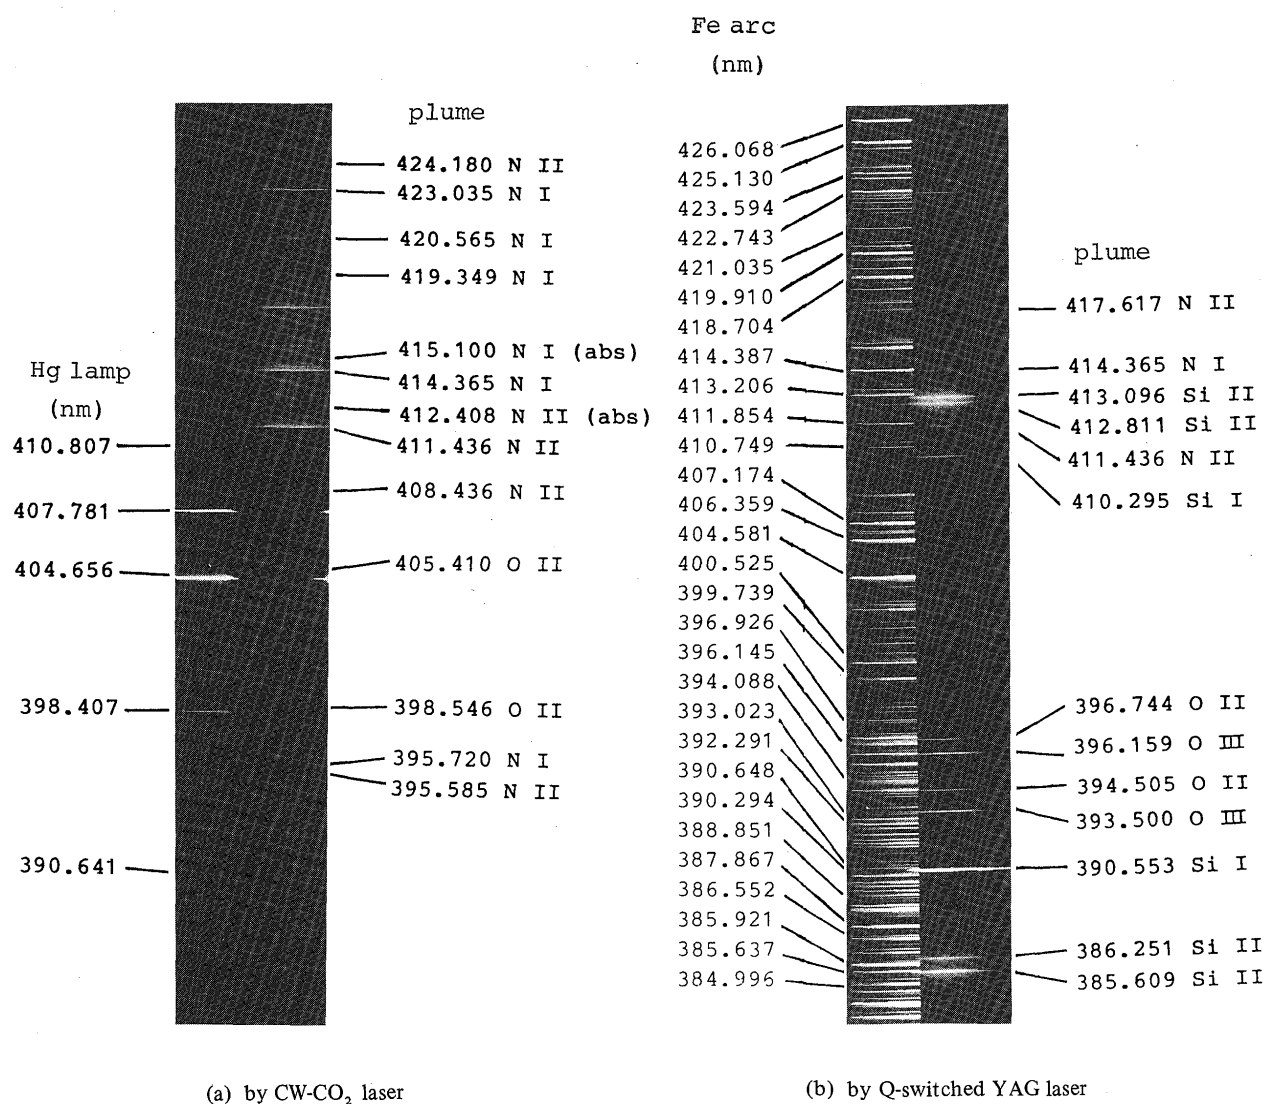 Fe arc
(nm)
plume
424.180 N II
423.035 N I
420.565 N I
419.349 N I
415.100 N I (abs)
414.365 N I
412.408 N II (abs)
411.436 N II
408.436 N II
405.410 O II
398.546 O II
395.720 N I
395.585 N II
Hg lamp
(nm)
410.807
407.781
404.656
398.407
390.641
426.068
425.130
423.594
422.743
421.035
419.910
418.704
414.387
413.206
411.854
410.749
407.174
406.359
404.581
400.525
399.739
396.926
396.145
394.088
393.023
392.291
390.648
390.294
388.851
387.867
386.552
385.921
385.637
384.996
plume
417.617 N II
414.365 N I
413.096 Si II
412.811 Si II
411.436 N II
410.295 Si I
396.744 O II
396.159 O III
394.505 O II
393.500 O III
390.553 Si I
386.251 Si II
385.609 Si II
(a) by CW-CO₂ laser
(b) by Q-switched YAG laser